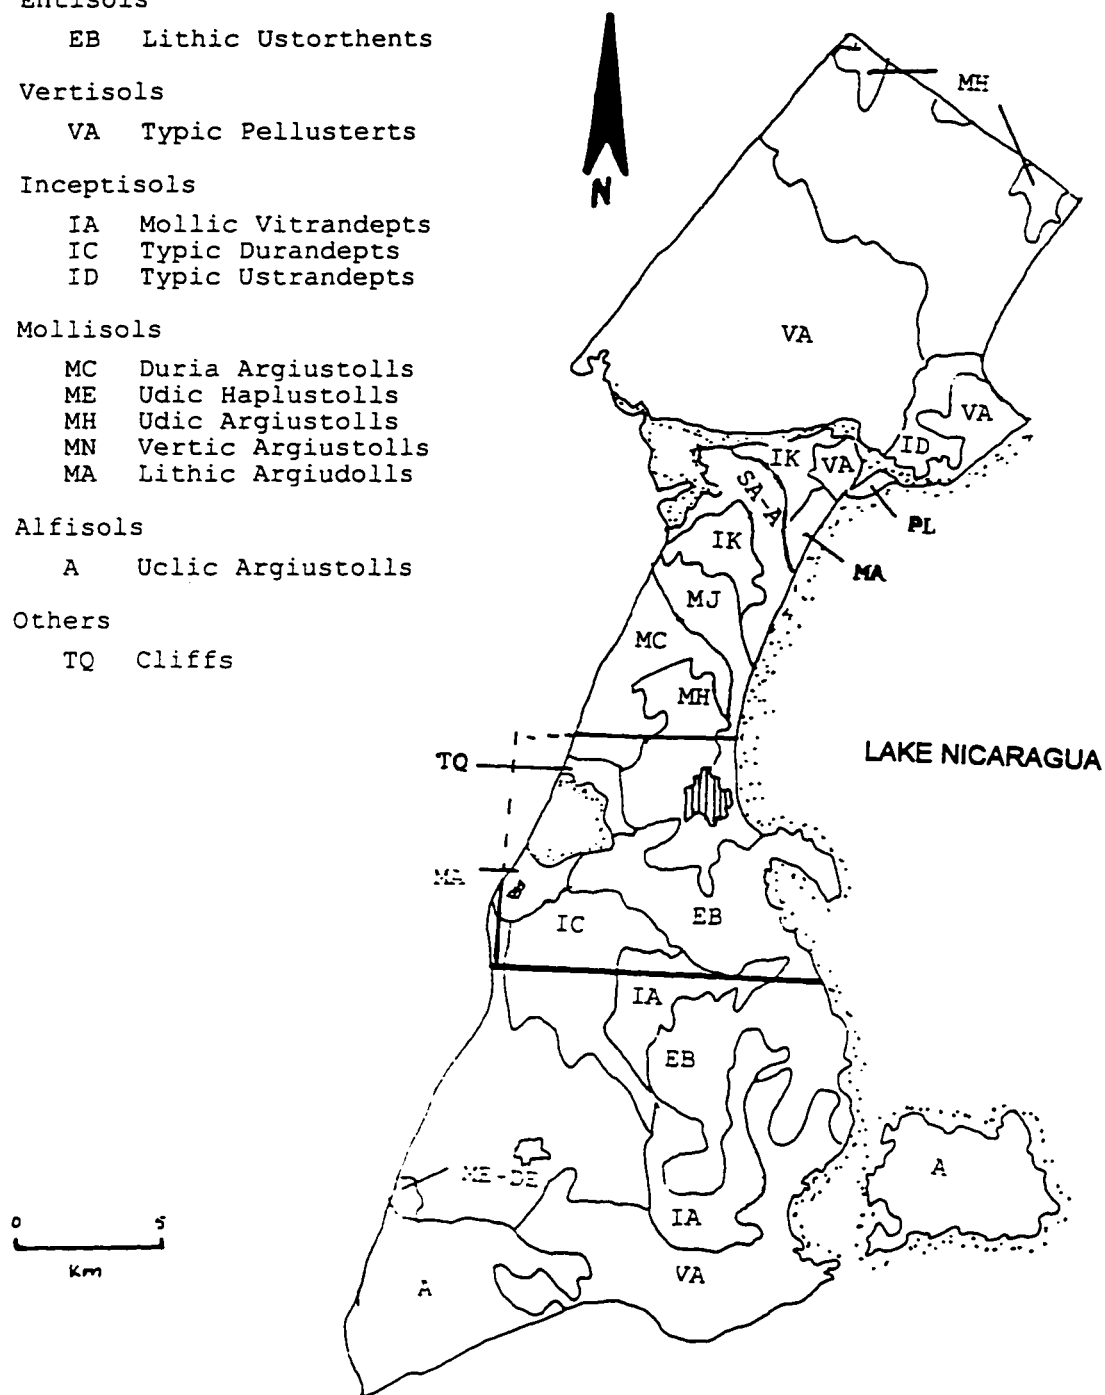 Entisols
EB Lithic Ustorthents
Vertisols
VA Typic Pellusterts
Inceptisols
IA Mollic Vitrandepts
IC Typic Durandepts
ID Typic Ustrandepts
Mollisols
MC Duria Argiustolls
ME Udic Haplustolls
MH Udic Argiustolls
MN Vertic Argiustolls
MA Lithic Argiudolls
Alfisols
A Uclic Argiustolls
Others
TQ Cliffs
N
MH
VA
VA
ID
IK
VA
SA-A
PL
IK
MA
MJ
MC
MH
TQ
LAKE NICARAGUA
MA
EB
IC
IA
EB
ME-DE
A
IA
VA
A
0 5
Km